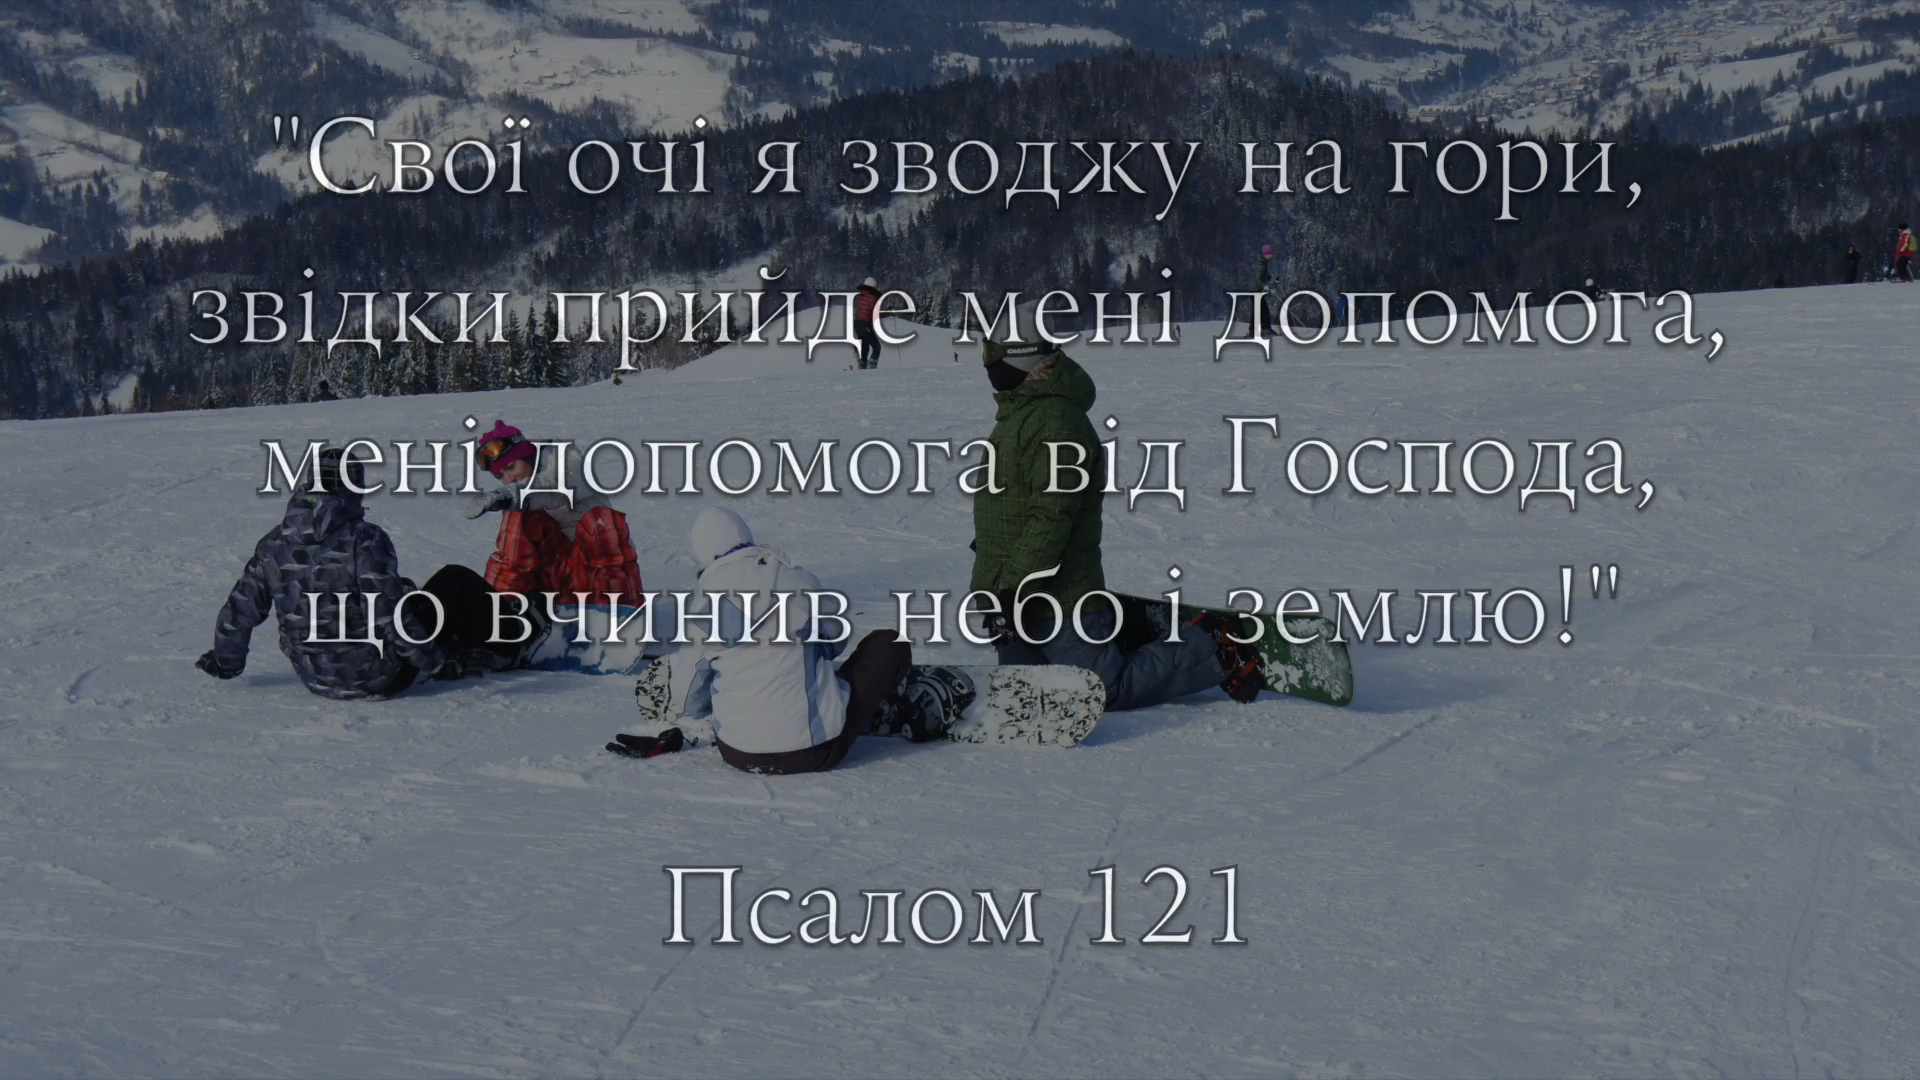 "Свої очі я зводжу на гори,
звідки прийде мені допомога,
мені допомога від Господа,
що вчинив небо і землю!"
Псалом 121